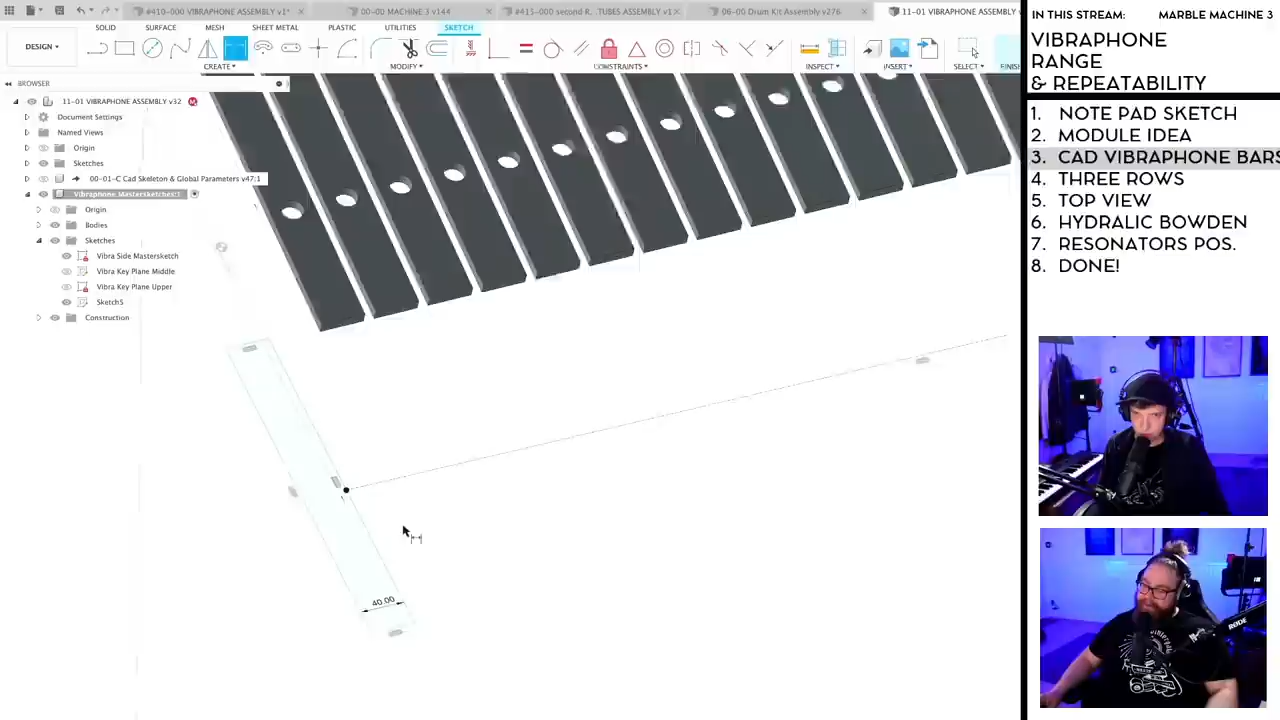 #410-000 VIBRAPHONE ASSEMBLY v1*
00-00 MACHINE 3 v144
#415-000 second R. .TUBES ASSEMBLY v1
06-00 Drum Kit Assembly v276
11-01 VIBRAPHONE ASSEMBLY v
SOLID
SURFACE
MESH
SHEET METAL
PLASTIC
UTILITIES
SKETCH
DESIGN
CREATE
MODIFY
CONSTRAINTS
INSPECT
INSERT
SELECT
BROWSER
11-01 VIBRAPHONE ASSEMBLY v32
Document Settings
Named Views
Origin
Sketches
00-01-C Cad Skeleton & Global Parameters v47:1
Vibraphone Mastersketches:1
Origin
Bodies
Sketches
Vibra Side Mastersketch
Vibra Key Plane Middle
Vibra Key Plane Upper
Sketch5
Construction
40.00
IN THIS STREAM: MARBLE MACHINE 3
VIBRAPHONE
RANGE
& REPEATABILITY
1. NOTE PAD SKETCH
2. MODULE IDEA
3. CAD VIBRAPHONE BARS
4. THREE ROWS
5. TOP VIEW
6. HYDRALIC BOWDEN
7. RESONATORS POS.
8. DONE!
RODE